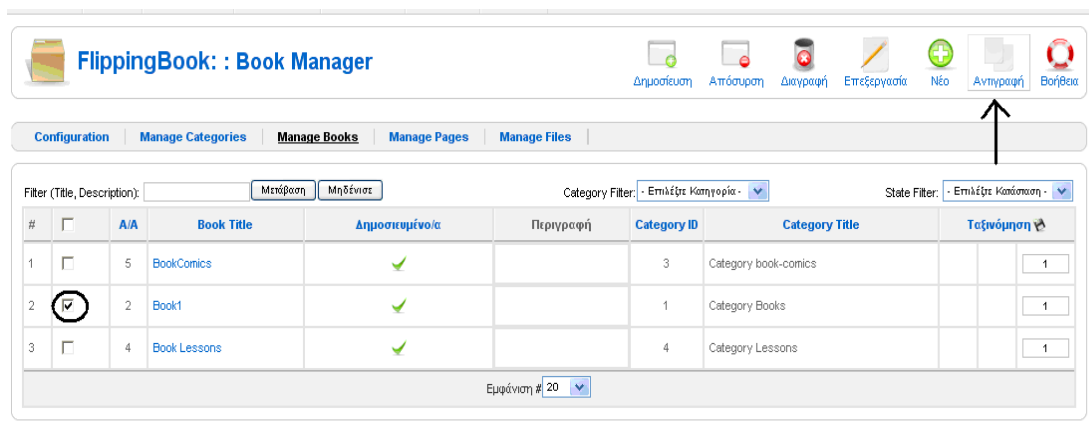 FlippingBook: : Book Manager
Δημοσίευση Απόσυρση Διαγραφή Επεξεργασία Νέο Αντιγραφή Βοήθεια
Configuration Manage Categories Manage Books Manage Pages Manage Files
Filter (Title, Description): Μετάβαση Μηδένισε Category Filter: - Επιλέξτε Κατηγορία - State Filter: - Επιλέξτε Κατάσταση -
# A/A Book Title Δημοσιευμένο/α Περιγραφή Category ID Category Title Ταξινόμηση
1 5 BookComics 3 Category book-comics 1
2 2 Book1 1 Category Books 1
3 4 Book Lessons 4 Category Lessons 1
Εμφάνιση # 20